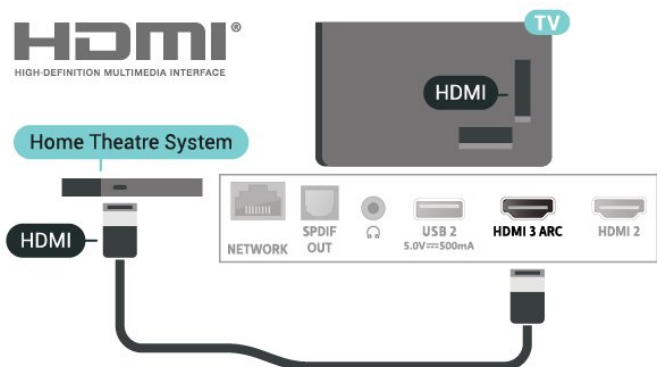 HDMI®
HIGH-DEFINITION MULTIMEDIA INTERFACE
TV
HDMI
Home Theatre System
HDMI
NETWORK
SPDIF
OUT
USB 2
5.0V⎓500mA
HDMI 3 ARC
HDMI 2